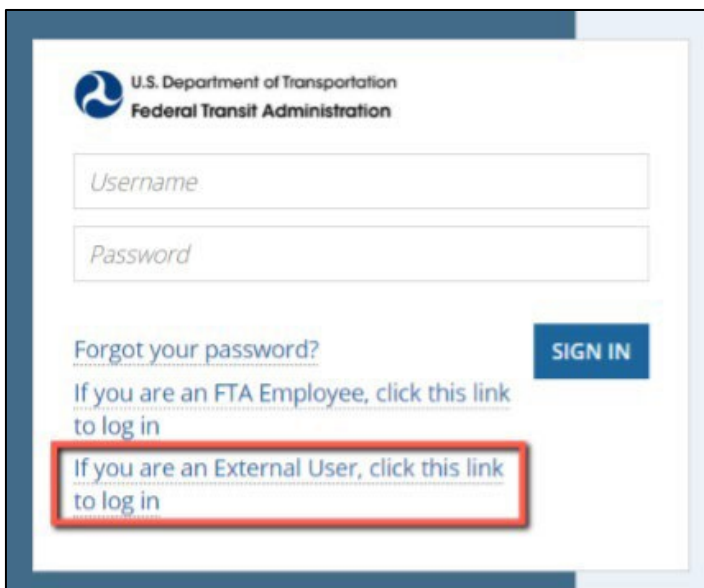 U.S. Department of Transportation
Federal Transit Administration
Username
Password
Forgot your password?
SIGN IN
If you are an FTA Employee, click this link
to log in
If you are an External User, click this link
to log in